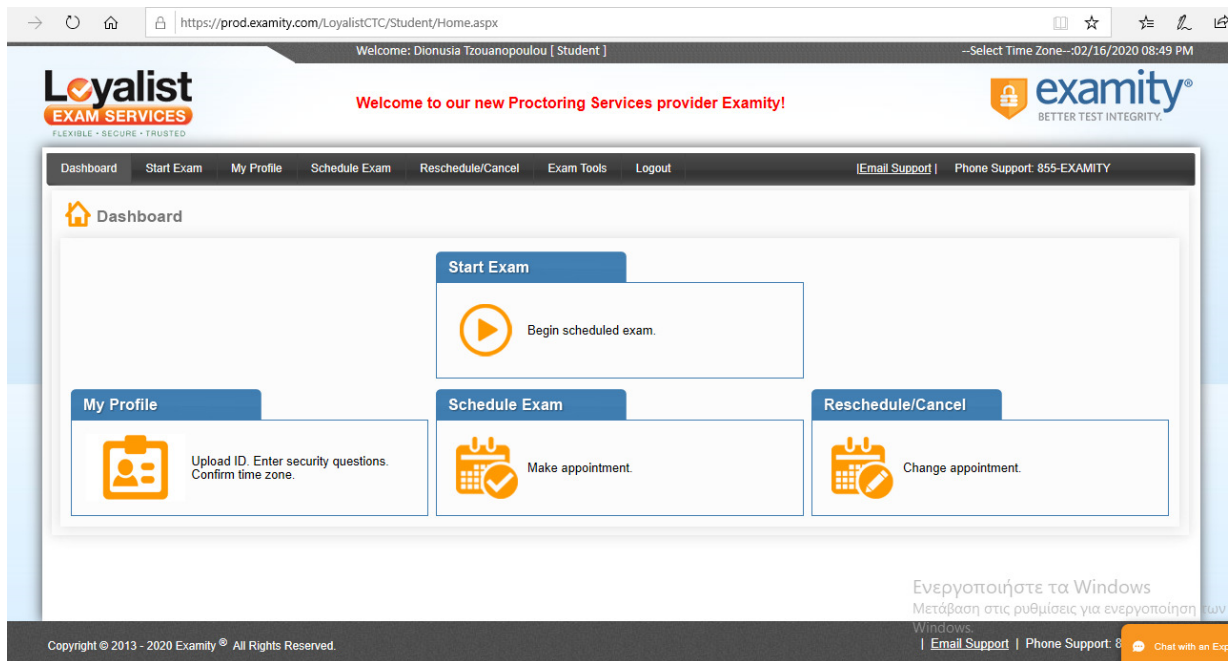 https://prod.examity.com/LoyalistCTC/Student/Home.aspx
Welcome: Dionusia Tzouanopoulou [ Student ]
--Select Time Zone--:02/16/2020 08:49 PM
Loyalist
EXAM SERVICES
FLEXIBLE - SECURE - TRUSTED
Welcome to our new Proctoring Services provider Examity!
examity®
BETTER TEST INTEGRITY.
Dashboard Start Exam My Profile Schedule Exam Reschedule/Cancel Exam Tools Logout |Email Support | Phone Support: 855-EXAMITY
Dashboard
Start Exam
Begin scheduled exam.
My Profile
Upload ID. Enter security questions.
Confirm time zone.
Schedule Exam
Make appointment.
Reschedule/Cancel
Change appointment.
Ενεργοποιήστε τα Windows
Μετάβαση στις ρυθμίσεις για ενεργοποίηση των
Windows.
Copyright © 2013 - 2020 Examity ® All Rights Reserved.
| Email Support | Phone Support: 8
Chat with an